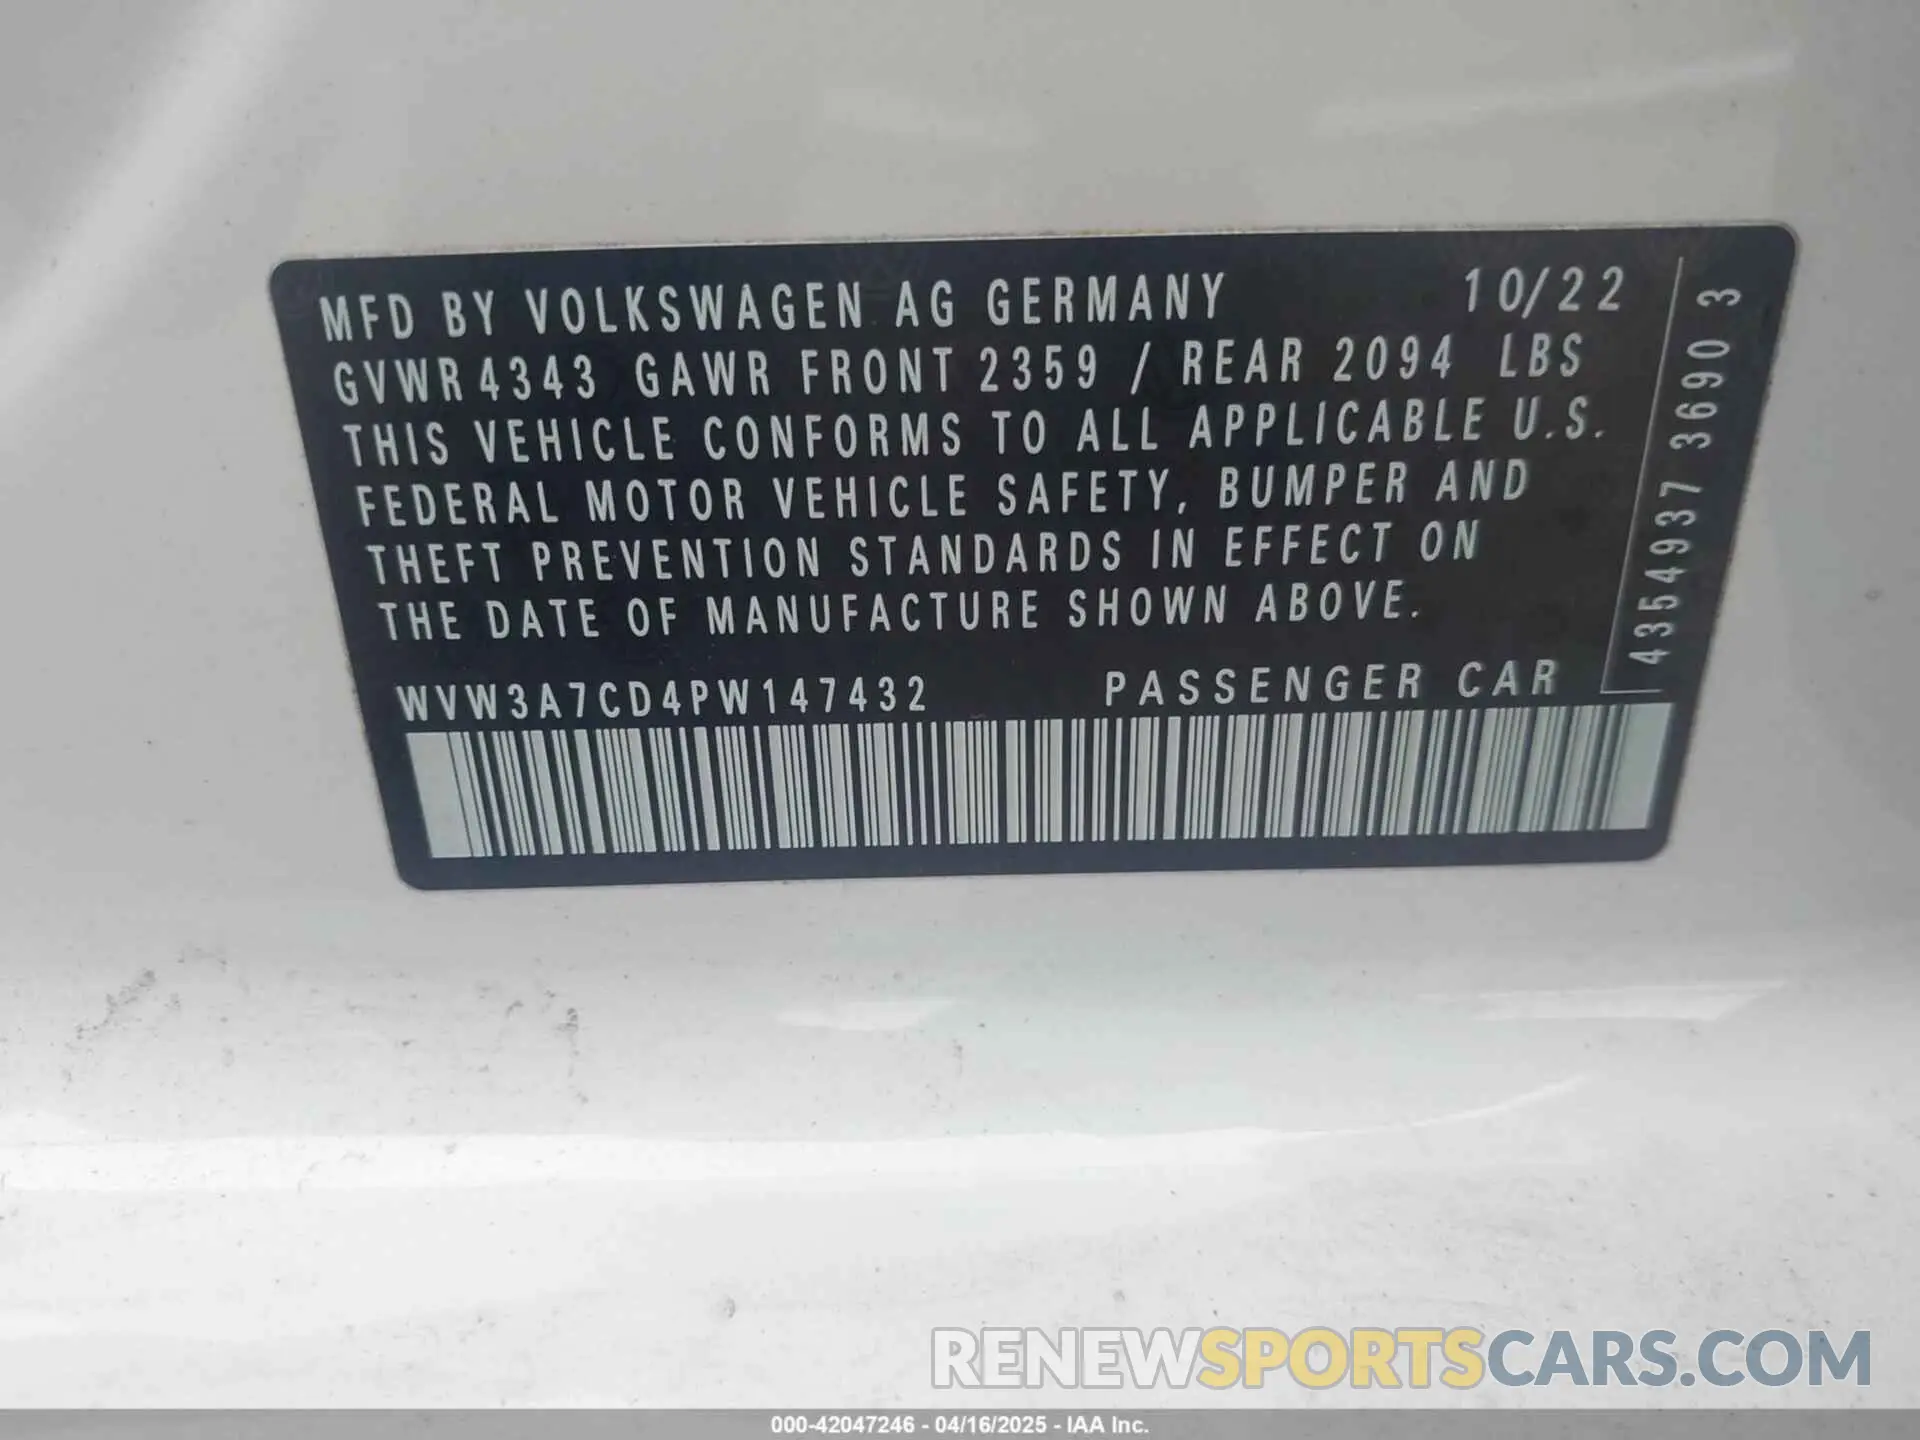 MFD BY VOLKSWAGEN AG GERMANY 10/22
GVWR 4343 GAWR FRONT 2359 / REAR 2094 LBS
THIS VEHICLE CONFORMS TO ALL APPLICABLE U.S.
FEDERAL MOTOR VEHICLE SAFETY, BUMPER AND
THEFT PREVENTION STANDARDS IN EFFECT ON
THE DATE OF MANUFACTURE SHOWN ABOVE.
WVW3A7CD4PW147432 PASSENGER CAR
4354937 3690 3
RENEWSPORTSCARS.COM
000-42047246 - 04/16/2025 - IAA Inc.